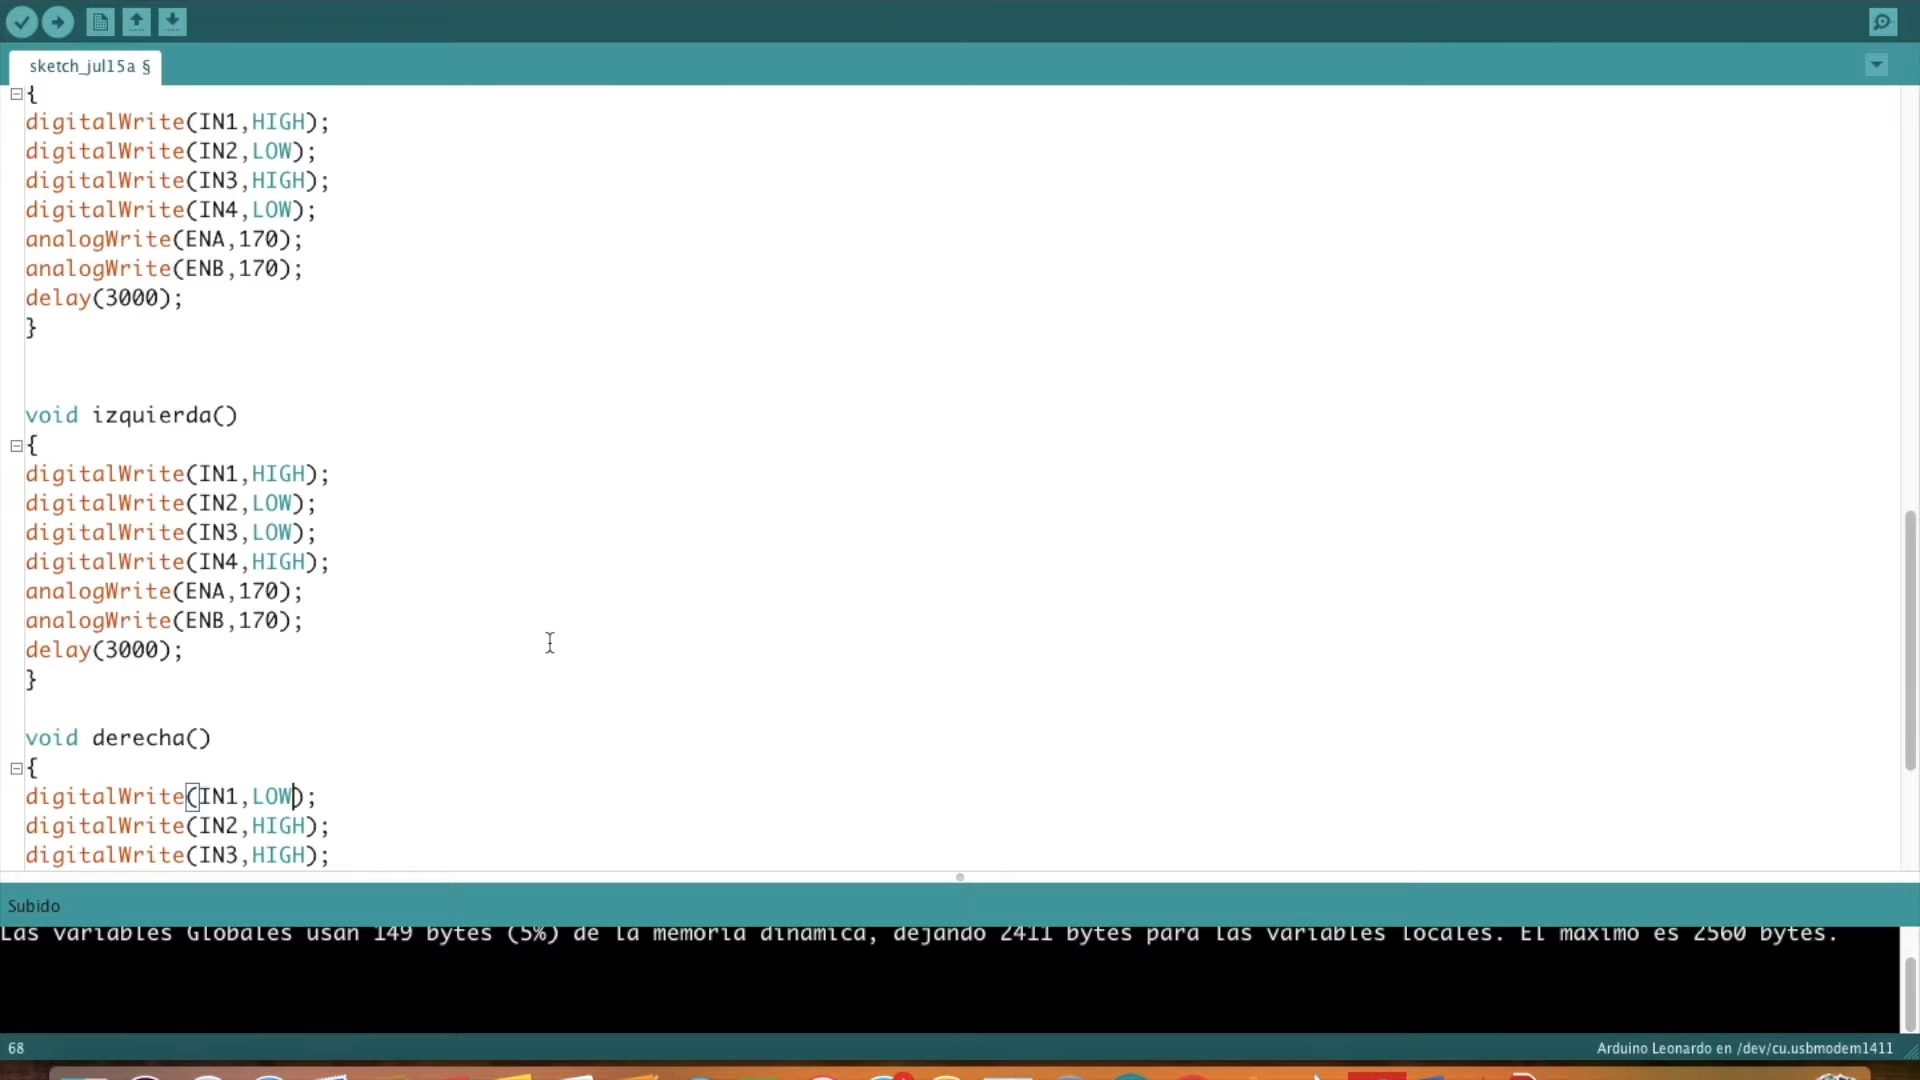 sketch_jul15a §
{
digitalWrite(IN1,HIGH);
digitalWrite(IN2,LOW);
digitalWrite(IN3,HIGH);
digitalWrite(IN4,LOW);
analogWrite(ENA,170);
analogWrite(ENB,170);
delay(3000);
}
void izquierda()
{
digitalWrite(IN1,HIGH);
digitalWrite(IN2,LOW);
digitalWrite(IN3,LOW);
digitalWrite(IN4,HIGH);
analogWrite(ENA,170);
analogWrite(ENB,170);
delay(3000);
}
void derecha()
{
digitalWrite(IN1,LOW);
digitalWrite(IN2,HIGH);
digitalWrite(IN3,HIGH);
Subido
Las variables Globales usan 149 bytes (5%) de la memoria dinámica, dejando 2411 bytes para las variables locales. El máximo es 2560 bytes.
68
Arduino Leonardo en /dev/cu.usbmodem1411